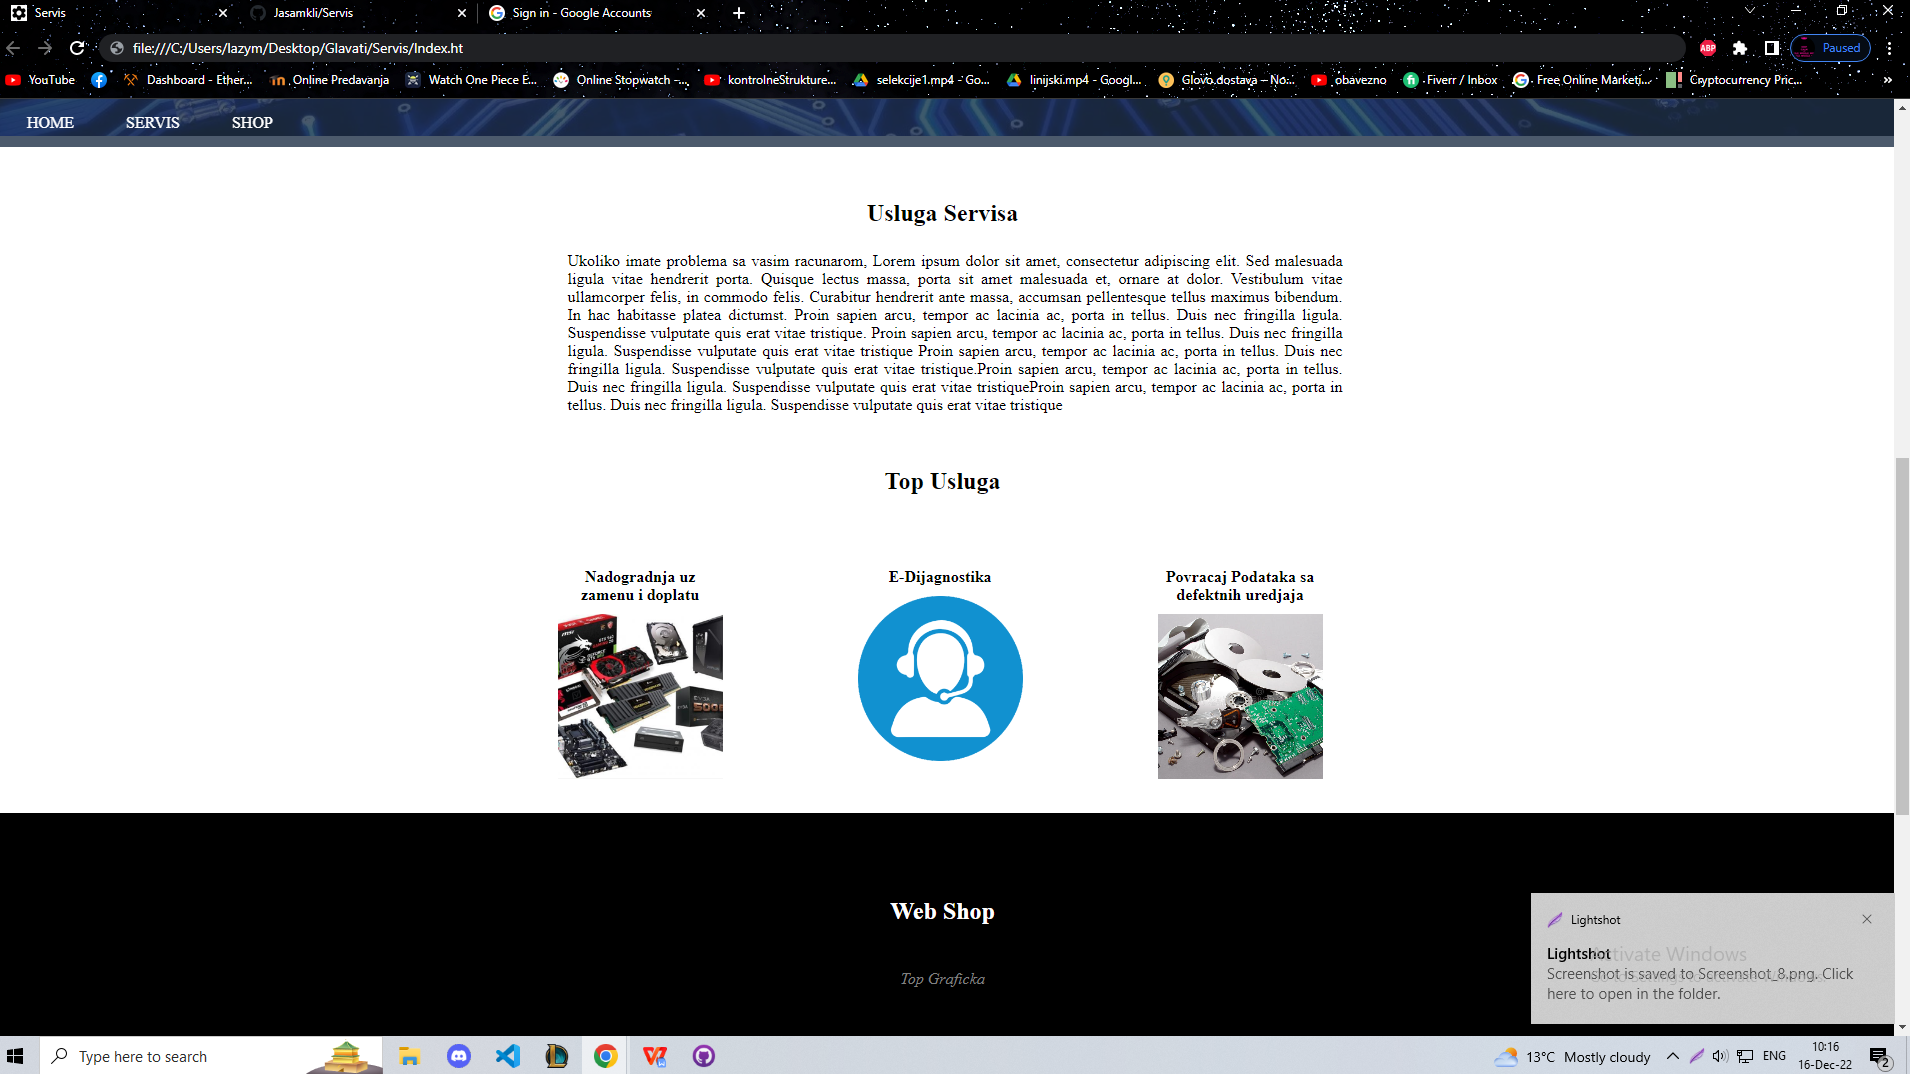 Servis
Jasamkli/Servis
Sign in - Google Accounts
file:///C:/Users/lazym/Desktop/Glavati/Servis/Index.ht
ABP
Paused
YouTube
Dashboard - Ether...
Online Predavanja
Watch One Piece E...
Online Stopwatch –...
kontrolneStrukture...
selekcije1.mp4 - Go...
linijski.mp4 - Googl...
Glovo.dostava – No...
obavezno
Fiverr / Inbox
Free Online Marketi...
Cryptocurrency Pric...
»
HOME
SERVIS
SHOP
Usluga Servisa
Ukoliko imate problema sa vasim racunarom, Lorem ipsum dolor sit amet, consectetur adipiscing elit. Sed malesuada
ligula vitae hendrerit porta. Quisque lectus massa, porta sit amet malesuada et, ornare at dolor. Vestibulum vitae
ullamcorper felis, in commodo felis. Curabitur hendrerit ante massa, accumsan pellentesque tellus maximus bibendum.
In hac habitasse platea dictumst. Proin sapien arcu, tempor ac lacinia ac, porta in tellus. Duis nec fringilla ligula.
Suspendisse vulputate quis erat vitae tristique. Proin sapien arcu, tempor ac lacinia ac, porta in tellus. Duis nec fringilla
ligula. Suspendisse vulputate quis erat vitae tristique Proin sapien arcu, tempor ac lacinia ac, porta in tellus. Duis nec
fringilla ligula. Suspendisse vulputate quis erat vitae tristique.Proin sapien arcu, tempor ac lacinia ac, porta in tellus.
Duis nec fringilla ligula. Suspendisse vulputate quis erat vitae tristiqueProin sapien arcu, tempor ac lacinia ac, porta in
tellus. Duis nec fringilla ligula. Suspendisse vulputate quis erat vitae tristique
Top Usluga
Nadogradnja uz
zamenu i doplatu
E-Dijagnostika
Povracaj Podataka sa
defektnih uredjaja
Web Shop
Top Graficka
Lightshot
Activate Windows
Lightshot
Screenshot is saved to Screenshot_8.png. Click
here to open in the folder.
Type here to search
13°C Mostly cloudy
ENG
10:16
16-Dec-22
2